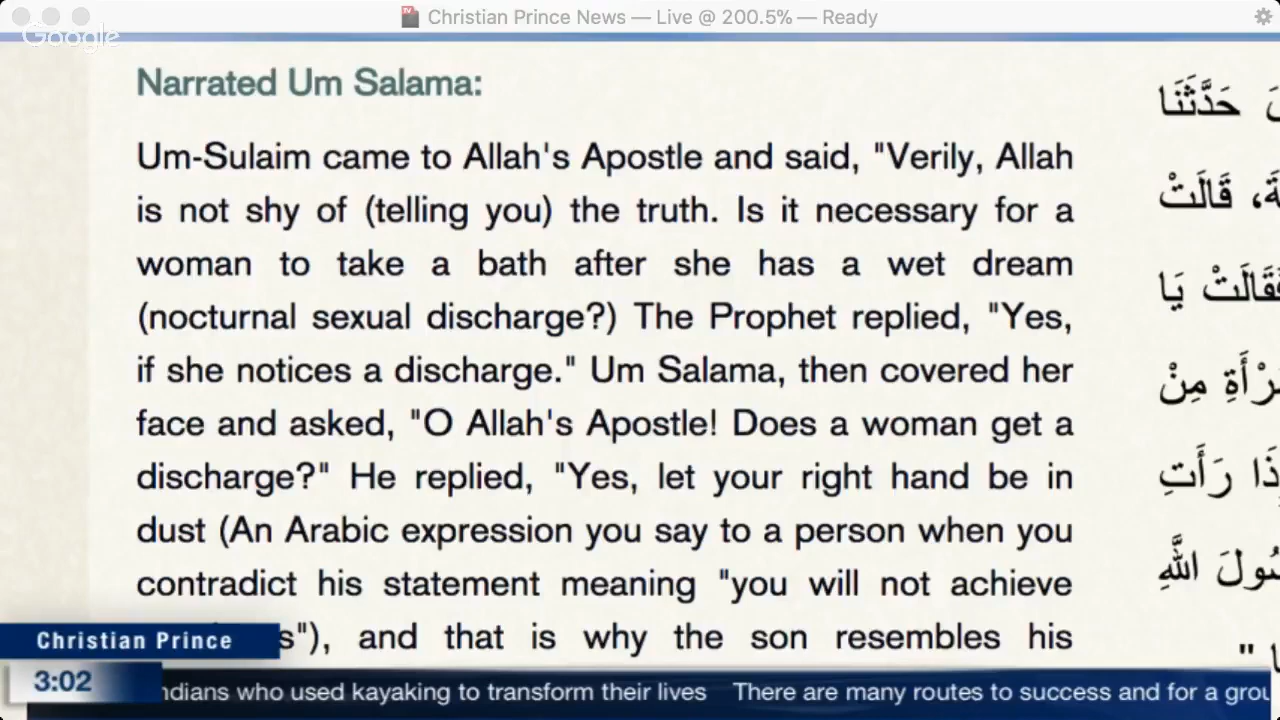 Christian Prince News — Live @ 200.5% — Ready
Google
Narrated Um Salama:
Um-Sulaim came to Allah's Apostle and said, "Verily, Allah
is not shy of (telling you) the truth. Is it necessary for a
woman to take a bath after she has a wet dream
(nocturnal sexual discharge?) The Prophet replied, "Yes,
if she notices a discharge." Um Salama, then covered her
face and asked, "O Allah's Apostle! Does a woman get a
discharge?" He replied, "Yes, let your right hand be in
dust (An Arabic expression you say to a person when you
contradict his statement meaning "you will not achieve
s"), and that is why the son resembles his
حَدَّثَنَا
قَالَتْ
فَقَالَتْ يَا
مِنْ
رَأَتِ
اللَّهِ
"
Christian Prince
3:02
ndians who used kayaking to transform their lives There are many routes to success and for a grou